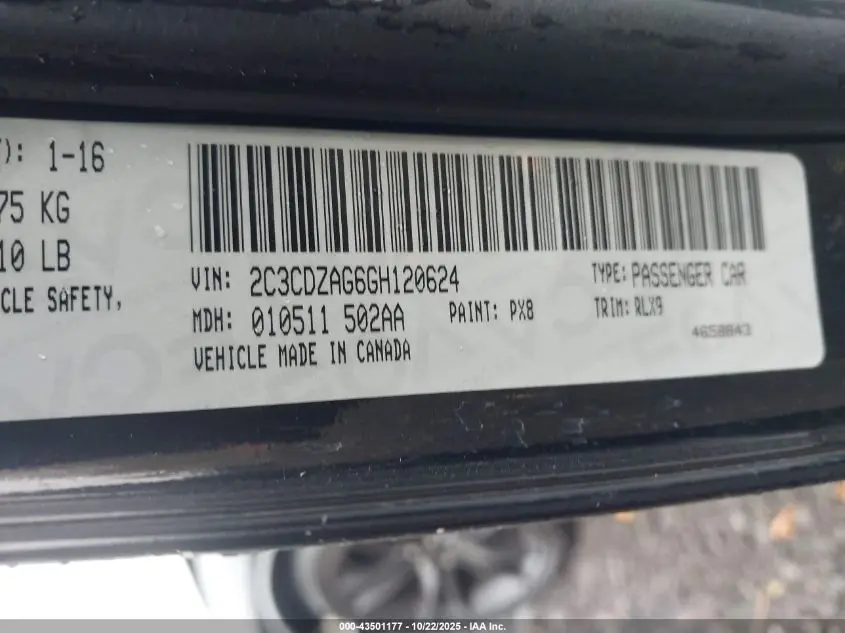 ): 1-16
75 KG
10 LB
CLE SAFETY,
VIN: 2C3CDZAG6GH120624
TYPE: PASSENGER CAR
MDH: 010511 502AA
PAINT: PX8
TRIM: RLX9
VEHICLE MADE IN CANADA
4658843
000-43501177 - 10/22/2025 - IAA Inc.